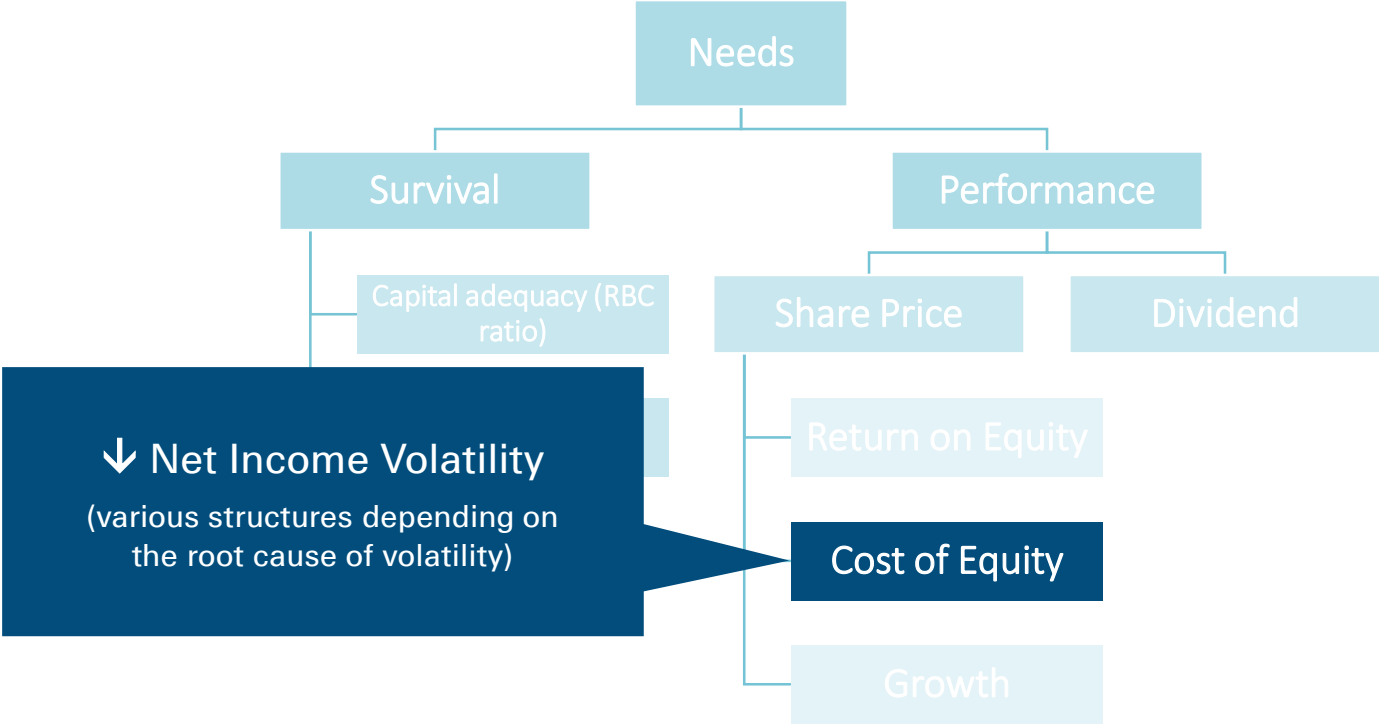 Needs
Survival
Performance
Capital adequacy (RBC
ratio)
Share Price
Dividend
↓ Net Income Volatility
(various structures depending on
the root cause of volatility)
Return on Equity
Cost of Equity
Growth